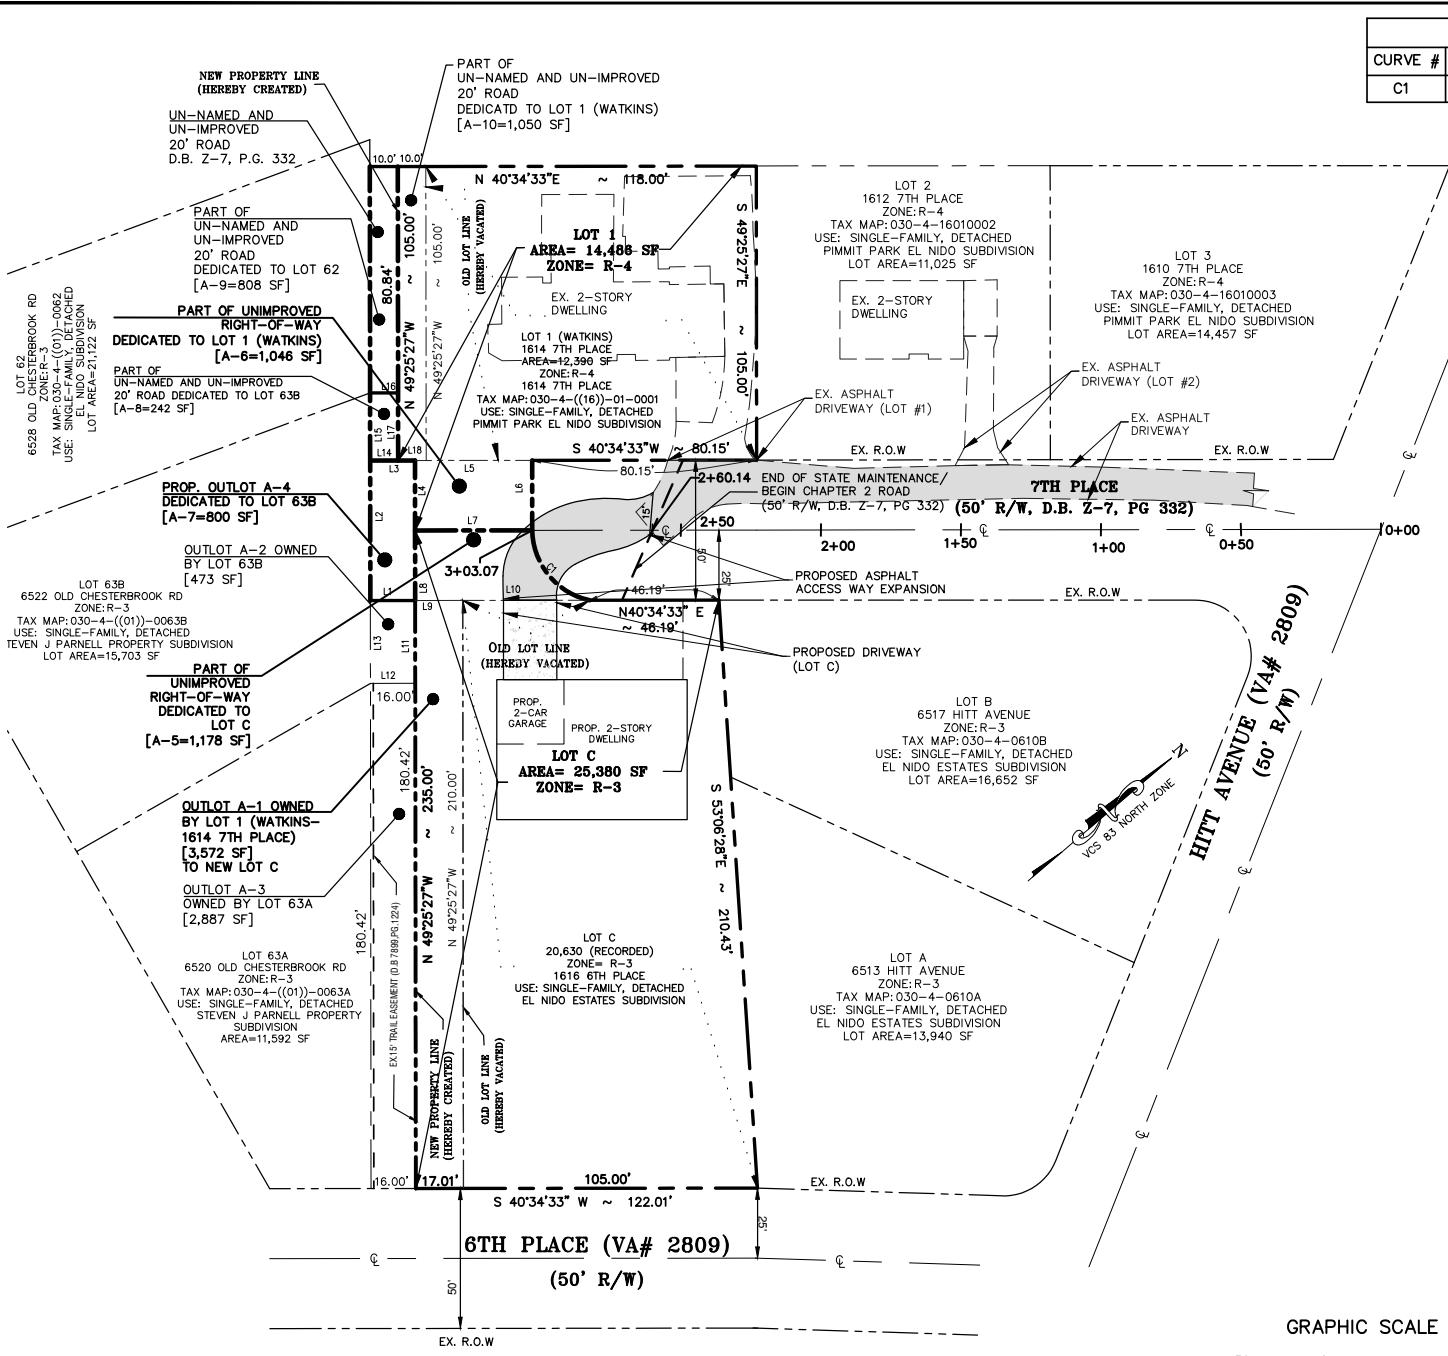 CURVE #
C1
NEW PROPERTY LINE
(HEREBY CREATED)
PART OF
UN-NAMED AND UN-IMPROVED
20' ROAD
DEDICATD TO LOT 1 (WATKINS)
[A-10=1,050 SF]
UN-NAMED AND
UN-IMPROVED
20' ROAD
D.B. Z-7, P.G. 332
10.0' 10.0'
N 40°34'33"E ~ 118.00'
PART OF
UN-NAMED AND
UN-IMPROVED
20' ROAD
DEDICATED TO LOT 62
[A-9=808 SF]
80.84'
N 49°25'27"W ~ 105.00'
N 49°25'27"W ~ 105.00'
OLD LOT LINE
(HEREBY VACATED)
LOT 1
AREA= 14,486 SF
ZONE= R-4
S 49°25'27"E ~ 105.00'
EX. 2-STORY
DWELLING
LOT 1 (WATKINS)
1614 7TH PLACE
AREA=12,390 SF
ZONE: R-4
1614 7TH PLACE
TAX MAP: 030-4-((16))-01-0001
USE: SINGLE-FAMILY, DETACHED
PIMMIT PARK EL NIDO SUBDIVISION
LOT 2
1612 7TH PLACE
ZONE: R-4
TAX MAP: 030-4-16010002
USE: SINGLE-FAMILY, DETACHED
PIMMIT PARK EL NIDO SUBDIVISION
LOT AREA=11,025 SF
EX. 2-STORY
DWELLING
LOT 3
1610 7TH PLACE
ZONE: R-4
TAX MAP: 030-4-16010003
USE: SINGLE-FAMILY, DETACHED
PIMMIT PARK EL NIDO SUBDIVISION
LOT AREA=14,457 SF
LOT 62
6528 OLD CHESTERBROOK RD
ZONE: R-3
TAX MAP: 030-4-((01))-0062
USE: SINGLE-FAMILY, DETACHED
EL NIDO SUBDIVISION
LOT AREA=21,122 SF
PART OF UNIMPROVED
RIGHT-OF-WAY
DEDICATED TO LOT 1 (WATKINS)
[A-6=1,046 SF]
PART OF
UN-NAMED AND UN-IMPROVED
20' ROAD DEDICATED TO LOT 63B
[A-8=242 SF]
L16
L15
L17
L14
L18
L3
L5
L4
L6
L2
L7
L1
L8
L9
L10
L11
L13
L12
EX. ASPHALT
DRIVEWAY (LOT #1)
EX. ASPHALT
DRIVEWAY (LOT #2)
EX. ASPHALT
DRIVEWAY
S 40°34'33"W ~ 80.15'
80.15'
EX. R.O.W
EX. R.O.W
2+60.14
END OF STATE MAINTENANCE/
BEGIN CHAPTER 2 ROAD
(50' R/W, D.B. Z-7, PG 332)
7TH PLACE
(50' R/W, D.B. Z-7, PG 332)
15'
2+50
2+00
1+50
1+00
0+50
0+00
50'
25'
PROP. OUTLOT A-4
DEDICATED TO LOT 63B
[A-7=800 SF]
OUTLOT A-2 OWNED
BY LOT 63B
[473 SF]
3+03.07
C1
46.19'
N40°34'33" E
~ 46.19'
PROPOSED ASPHALT
ACCESS WAY EXPANSION
EX. R.O.W
PROPOSED DRIVEWAY
(LOT C)
LOT 63B
6522 OLD CHESTERBROOK RD
ZONE: R-3
TAX MAP: 030-4-((01))-0063B
USE: SINGLE-FAMILY, DETACHED
TEVEN J PARNELL PROPERTY SUBDIVISION
LOT AREA=15,703 SF
PART OF
UNIMPROVED
RIGHT-OF-WAY
DEDICATED TO
LOT C
[A-5=1,178 SF]
16.00'
OLD LOT LINE
(HEREBY VACATED)
PROP.
2-CAR
GARAGE
PROP. 2-STORY
DWELLING
LOT C
AREA= 25,380 SF
ZONE= R-3
180.42'
N 49°25'27"W ~ 235.00'
N 49°25'27"W ~ 210.00'
S 53°06'28"E ~ 210.43'
LOT B
6517 HITT AVENUE
ZONE: R-3
TAX MAP: 030-4-0610B
USE: SINGLE-FAMILY, DETACHED
EL NIDO ESTATES SUBDIVISION
LOT AREA=16,652 SF
HITT AVENUE (VA# 2809)
(50' R/W)
N
VCS 83 NORTH ZONE
OUTLOT A-1 OWNED
BY LOT 1 (WATKINS-
1614 7TH PLACE)
[3,572 SF]
TO NEW LOT C
OUTLOT A-3
OWNED BY LOT 63A
[2,887 SF]
180.42'
EX.15' TRAIL EASEMENT (D.B 7899,PG.1224)
LOT 63A
6520 OLD CHESTERBROOK RD
ZONE: R-3
TAX MAP: 030-4-((01))-0063A
USE: SINGLE-FAMILY, DETACHED
STEVEN J PARNELL PROPERTY
SUBDIVISION
AREA=11,592 SF
LOT C
20,630 (RECORDED)
ZONE= R-3
1616 6TH PLACE
USE: SINGLE-FAMILY, DETACHED
EL NIDO ESTATES SUBDIVISION
LOT A
6513 HITT AVENUE
ZONE: R-3
TAX MAP: 030-4-0610A
USE: SINGLE-FAMILY, DETACHED
EL NIDO ESTATES SUBDIVISION
LOT AREA=13,940 SF
NEW PROPERTY LINE
(HEREBY CREATED)
OLD LOT LINE
(HEREBY VACATED)
16.00'
17.01'
105.00'
EX. R.O.W
S 40°34'33" W ~ 122.01'
25'
6TH PLACE (VA# 2809)
(50' R/W)
50'
EX. R.O.W
GRAPHIC SCALE